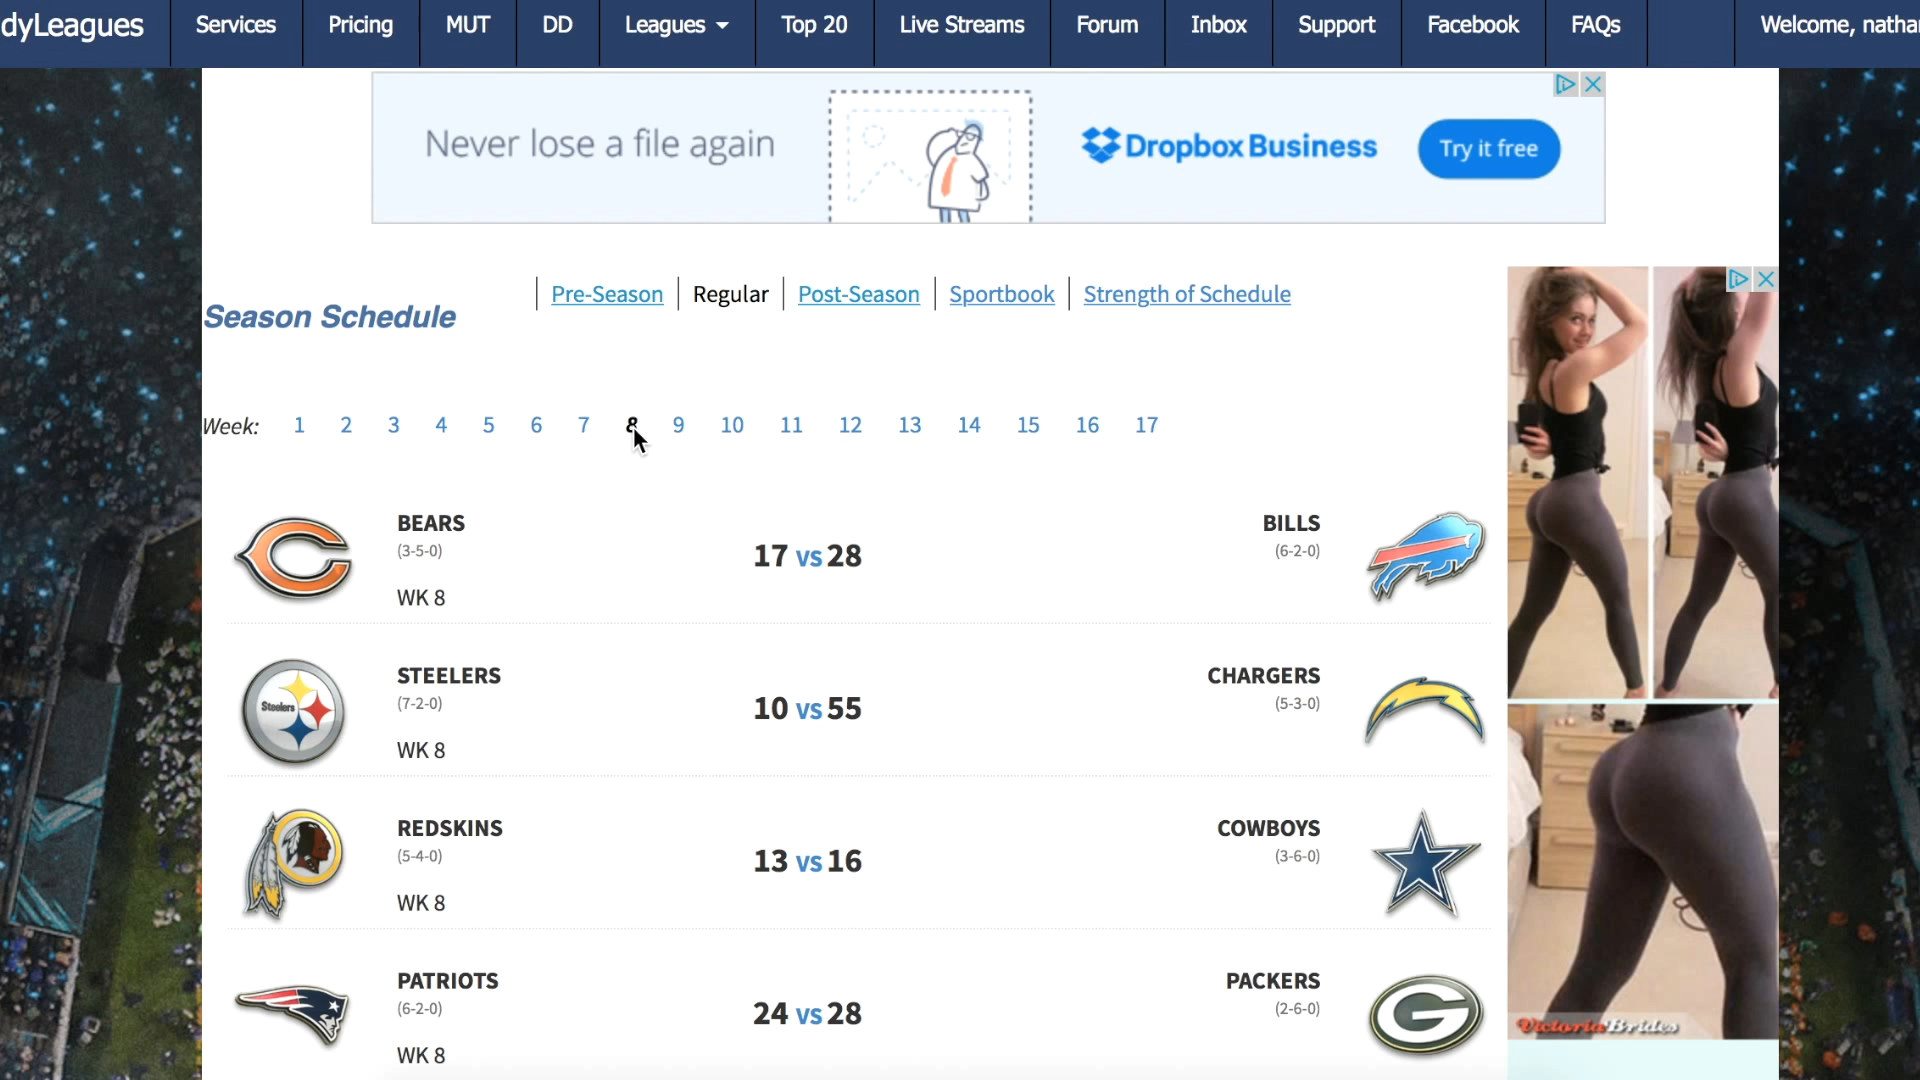 dyLeagues Services Pricing MUT DD Leagues Top 20 Live Streams Forum Inbox Support Facebook FAQs Welcome, natha
Never lose a file again Dropbox Business Try it free
Pre-Season Regular Post-Season Sportbook Strength of Schedule
Season Schedule
Week: 1 2 3 4 5 6 7 8 9 10 11 12 13 14 15 16 17
BEARS BILLS
(3-5-0) 17 vs 28 (6-2-0)
WK 8
STEELERS CHARGERS
(7-2-0) 10 vs 55 (5-3-0)
Steelers
WK 8
REDSKINS COWBOYS
(5-4-0) 13 vs 16 (3-6-0)
WK 8
PATRIOTS PACKERS
(6-2-0) 24 vs 28 (2-6-0)
G
VictoriaBrides
WK 8